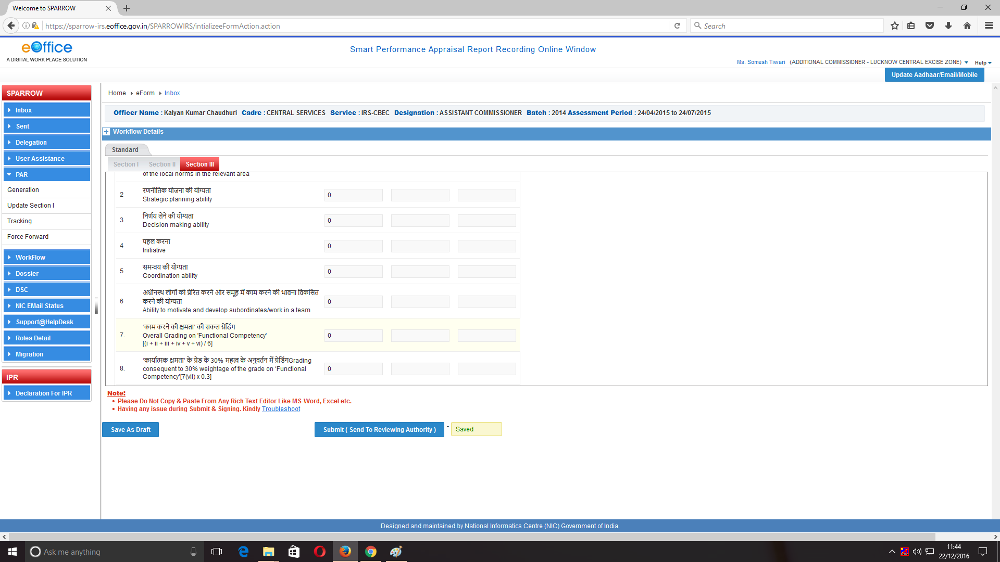 Welcome to SPARROW
https://sparrow-irs.eoffice.gov.in/SPARROWIRS/intializeeFormAction.action
Search
eOffice
A DIGITAL WORK PLACE SOLUTION
Smart Performance Appraisal Report Recording Online Window
Ms. Somesh Tiwari (ADDITIONAL COMMISSIONER - LUCKNOW CENTRAL EXCISE ZONE) Help
Update Aadhaar/Email/Mobile
SPARROW
Inbox
Sent
Delegation
User Assistance
PAR
Generation
Update Section I
Tracking
Force Forward
WorkFlow
Dossier
DSC
NIC EMail Status
Support@HelpDesk
Roles Detail
Migration
IPR
Declaration For IPR
Home eForm Inbox
Officer Name : Kalyan Kumar Chaudhuri Cadre : CENTRAL SERVICES Service : IRS-CBEC Designation : ASSISTANT COMMISSIONER Batch : 2014 Assessment Period : 24/04/2015 to 24/07/2015
Workflow Details
Standard
Section I Section II Section III
of the local norms in the relevant area
2 रणनीतिक योजना की योग्यता 0
Strategic planning ability
3 निर्णय लेने की योग्यता 0
Decision making ability
4 पहल करना 0
Initiative
5 समन्वय की योग्यता 0
Coordination ability
6 अधीनस्थ लोगों को प्रेरित करने और समूह में काम करने की भावना विकसित 0
करने की योग्यता
Ability to motivate and develop subordinates/work in a team
7. 'काम करने की क्षमता' की सकल ग्रेडिंग 0
Overall Grading on 'Functional Competency'
[(i + ii + iii + iv + v + vi) / 6]
8. 'कार्यात्मक क्षमता' के ग्रेड के 30% महत्व के अनुवर्तन में ग्रेडिंगGrading 0
consequent to 30% weightage of the grade on 'Functional
Competency'[7(vii) x 0.3]
Note:
• Please Do Not Copy & Paste From Any Rich Text Editor Like MS-Word, Excel etc.
• Having any issue during Submit & Signing. Kindly Troubleshoot
Save As Draft Submit ( Send To Reviewing Authority ) - Saved
Designed and maintained by National Informatics Centre (NIC) Government of India.
Ask me anything
11:44
22/12/2016